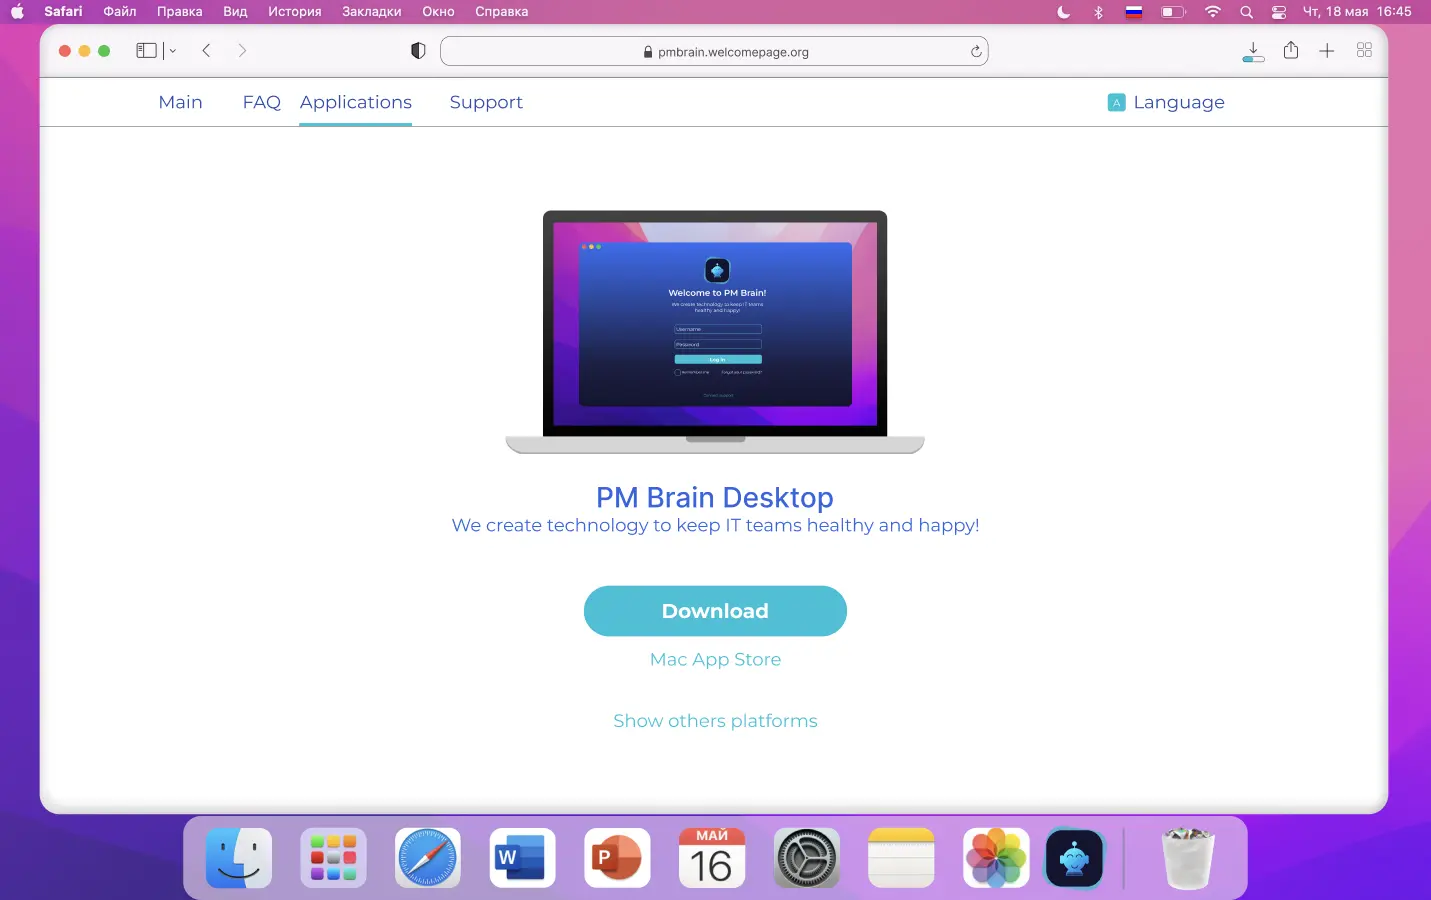 Safari Файл Правка Вид История Закладки Окно Справка Чт, 18 мая 16:45
pmbrain.welcomepage.org
Main FAQ Applications Support A Language
Welcome to PM Brain!
We create technology to keep IT teams
healthy and happy!
Username
Password
Log in
Remember me Forgot your password?
PM Brain Desktop
We create technology to keep IT teams healthy and happy!
Download
Mac App Store
Show others platforms
МАЙ
W P 16